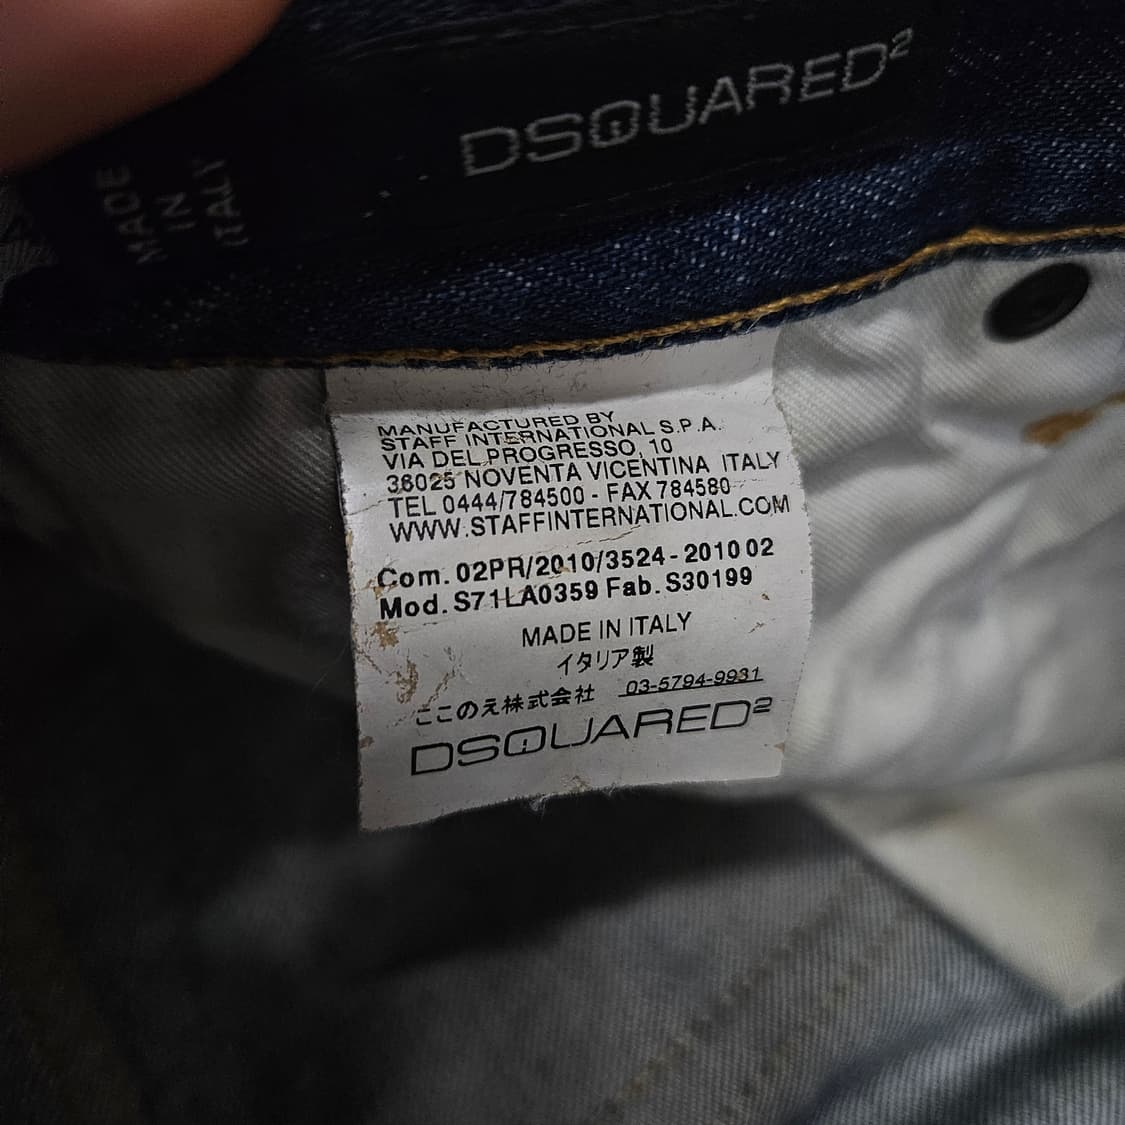 DSQUARED2
MADE
IN
ITALY
MANUFACTURED BY
STAFF INTERNATIONAL S.P.A.
VIA DEL PROGRESSO, 10
36025 NOVENTA VICENTINA ITALY
TEL 0444/784500 - FAX 784580
WWW.STAFFINTERNATIONAL.COM
Com. 02PR/2010/3524 - 2010 02
Mod. S71LA0359 Fab. S30199
MADE IN ITALY
イタリア製
ここのえ株式会社 03-5794-9931
DSQUARED2